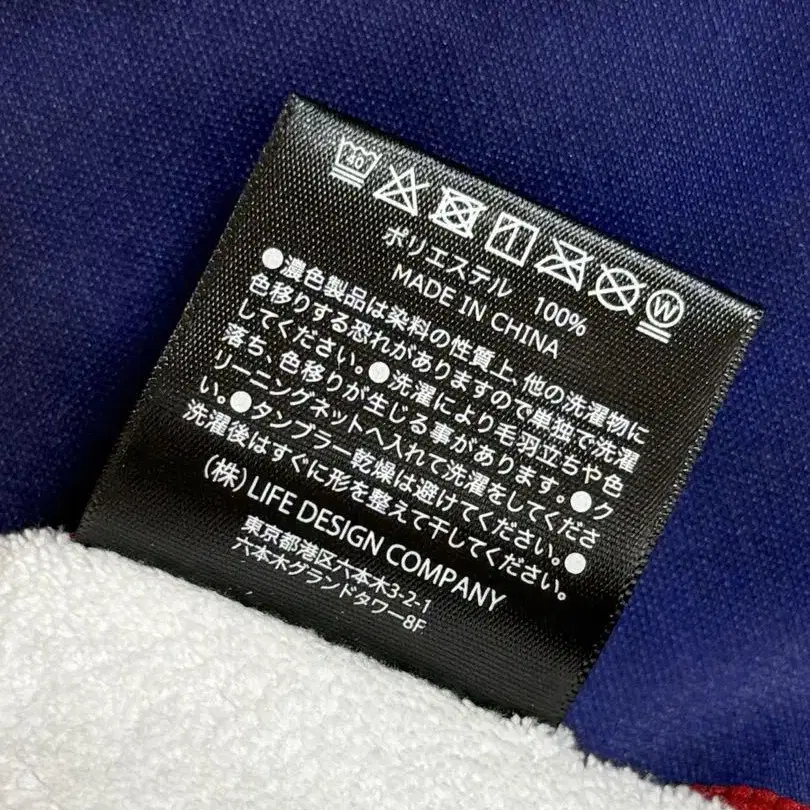 40
W
ポリエステル 100%
MADE IN CHINA
●濃色製品は染料の性質上、他の洗濯物に
色移りする恐れがありますので単独で洗濯
してください。●洗濯により毛羽立ちや色
落ち、色移りが生じる事があります。●ク
リーニングネットへ入れて洗濯をしてくださ
い。●タンブラー乾燥は避けてください。●
洗濯後はすぐに形を整えて干してください。
(株) LIFE DESIGN COMPANY
東京都港区六本木3-2-1
六本木グランドタワー8F